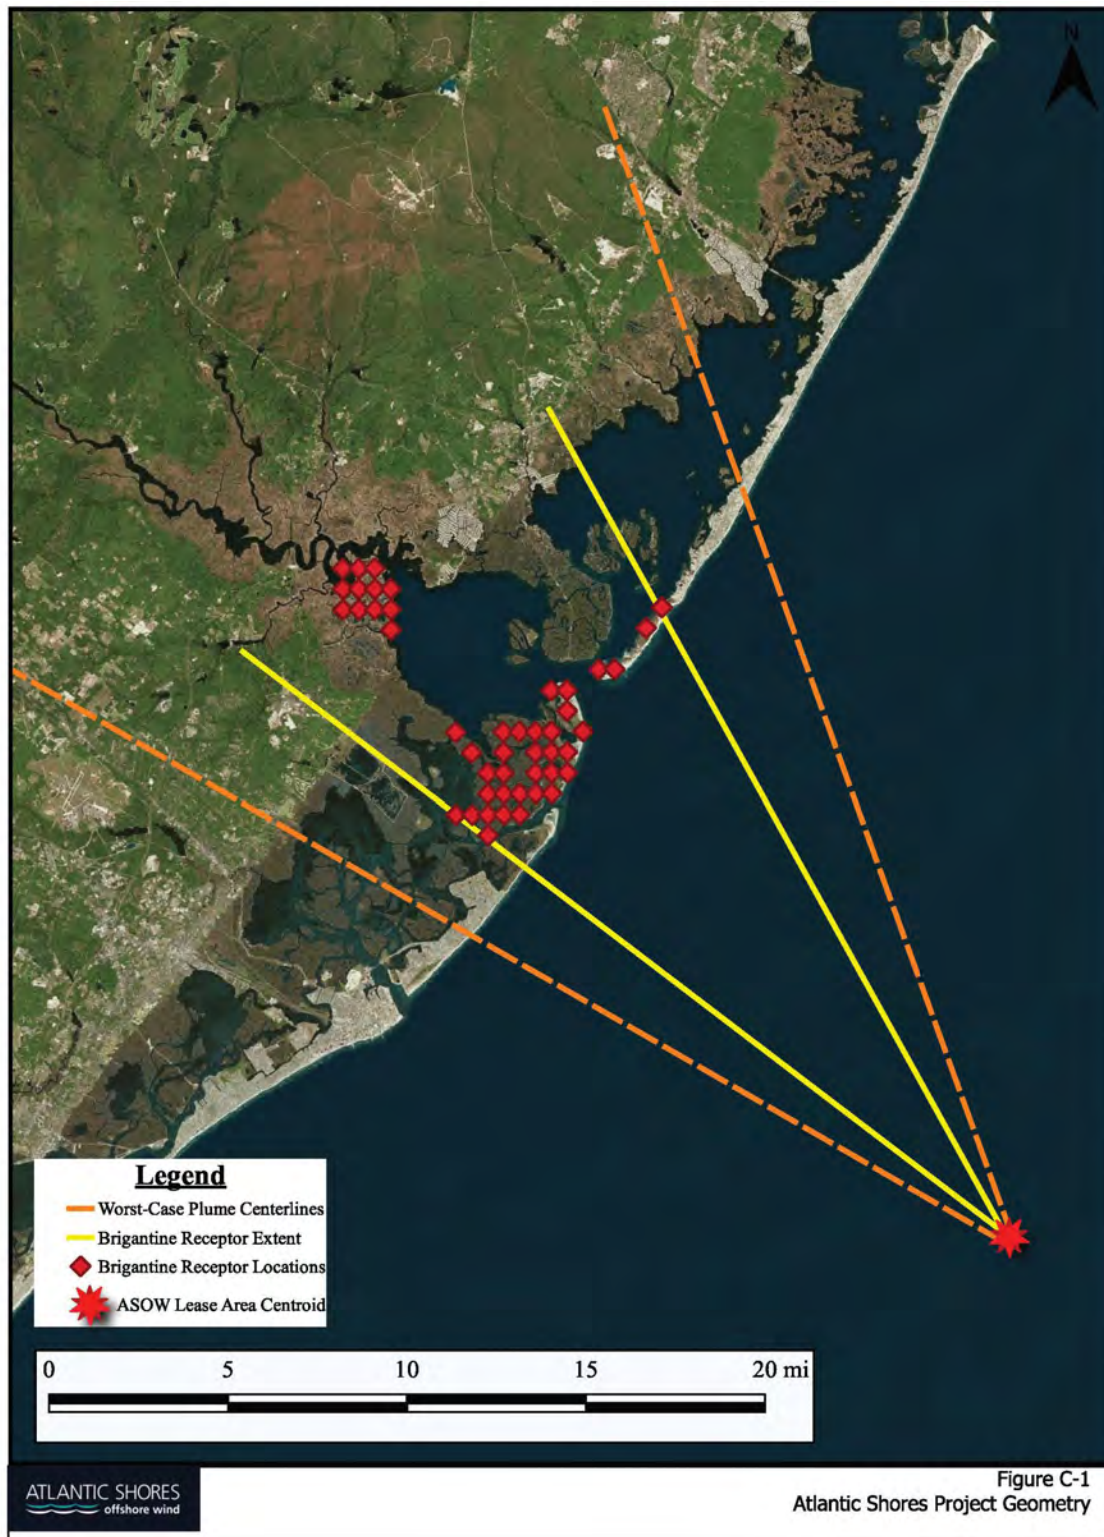 N
Legend
Worst-Case Plume Centerlines
Brigantine Receptor Extent
Brigantine Receptor Locations
ASOW Lease Area Centroid
0 5 10 15 20 mi
ATLANTIC SHORES
offshore wind
Figure C-1
Atlantic Shores Project Geometry